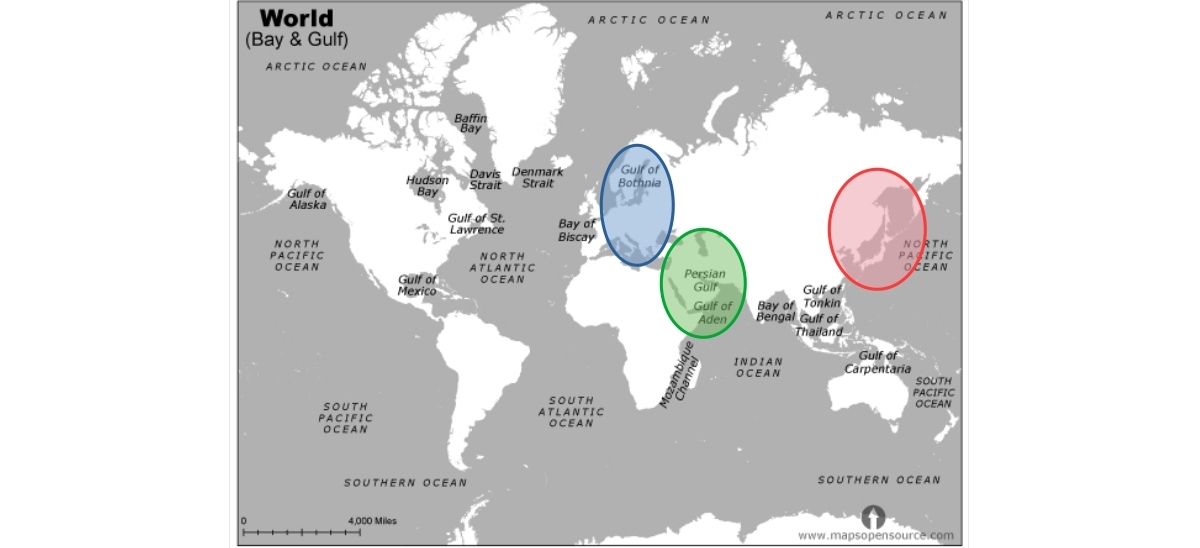 World
(Bay & Gulf)
ARCTIC OCEAN
ARCTIC OCEAN
ARCTIC OCEAN
Baffin
Bay
Davis
Strait
Denmark
Strait
Hudson
Bay
Gulf of
Alaska
Gulf of St.
Lawrence
Bay of
Biscay
Gulf of
Bothnia
NORTH
PACIFIC
OCEAN
NORTH
ATLANTIC
OCEAN
NORTH
PACIFIC
OCEAN
Gulf of
Mexico
Persian
Gulf
Gulf of
Aden
Bay of
Bengal
Gulf of
Tonkin
Gulf of
Thailand
Mozambique
Channel
INDIAN
OCEAN
Gulf of
Carpentaria
SOUTH
PACIFIC
OCEAN
SOUTH
PACIFIC
OCEAN
SOUTH
ATLANTIC
OCEAN
SOUTHERN OCEAN
SOUTHERN OCEAN
0 4,000 Miles
www.mapsopensource.com